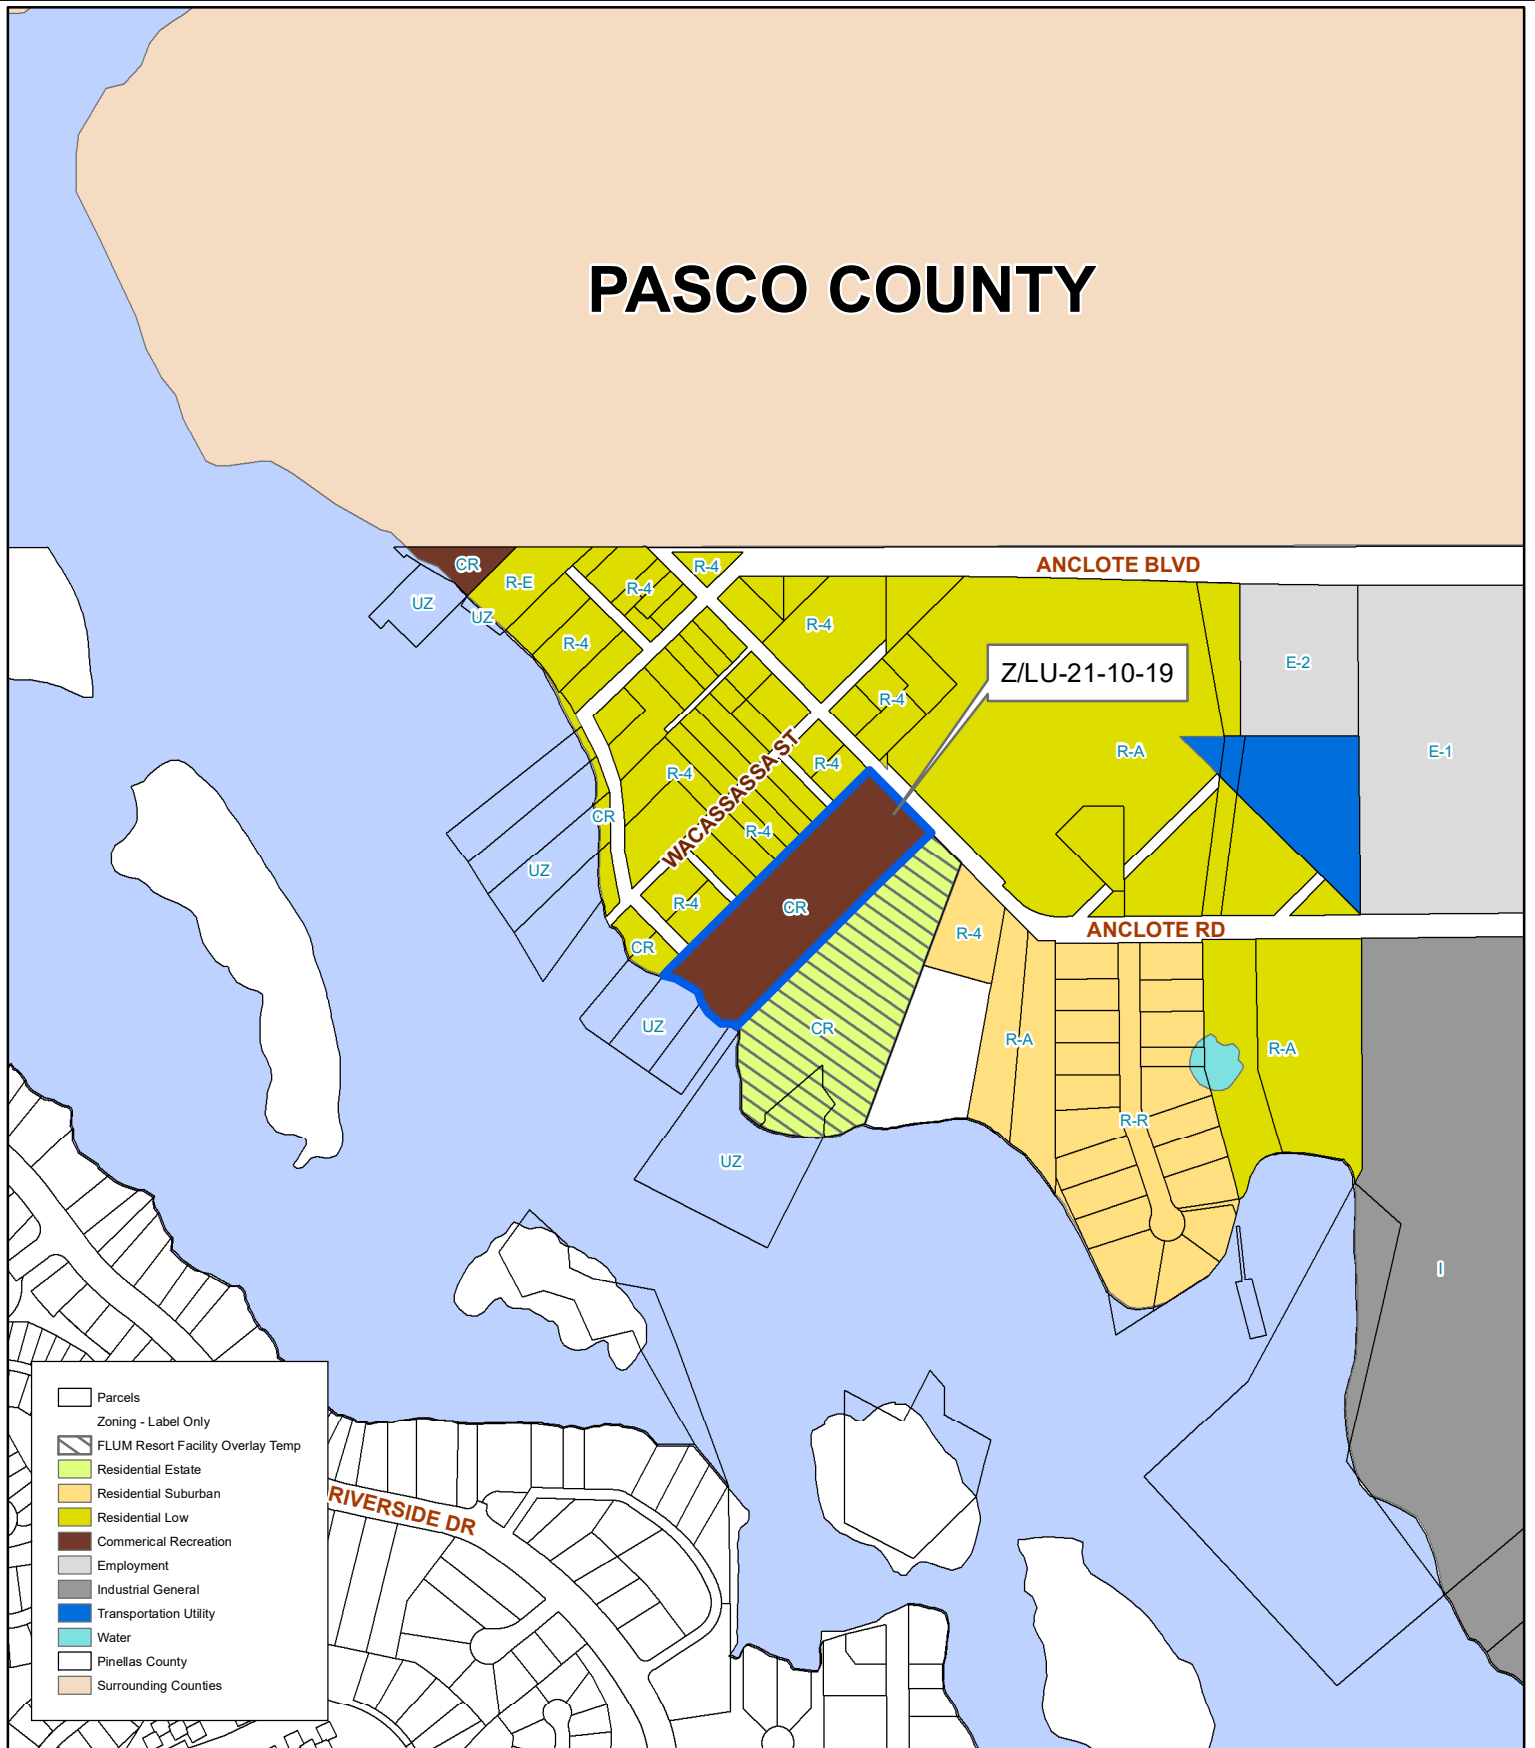 PASCO COUNTY
ANCLOTE BLVD
CR
R-E
R-4
R-4
UZ
UZ
R-4
R-4
E-2
Z/LU-21-10-19
R-4
R-A
E-1
WACASSASSA ST
R-4
R-4
CR
R-4
UZ
R-4
CR
CR
R-4
ANCLOTE RD
UZ
CR
R-A
R-A
R-R
UZ
I
Parcels
Zoning - Label Only
FLUM Resort Facility Overlay Temp
Residential Estate
Residential Suburban
Residential Low
Commerical Recreation
Employment
Industrial General
Transportation Utility
Water
Pinellas County
Surrounding Counties
RIVERSIDE DR